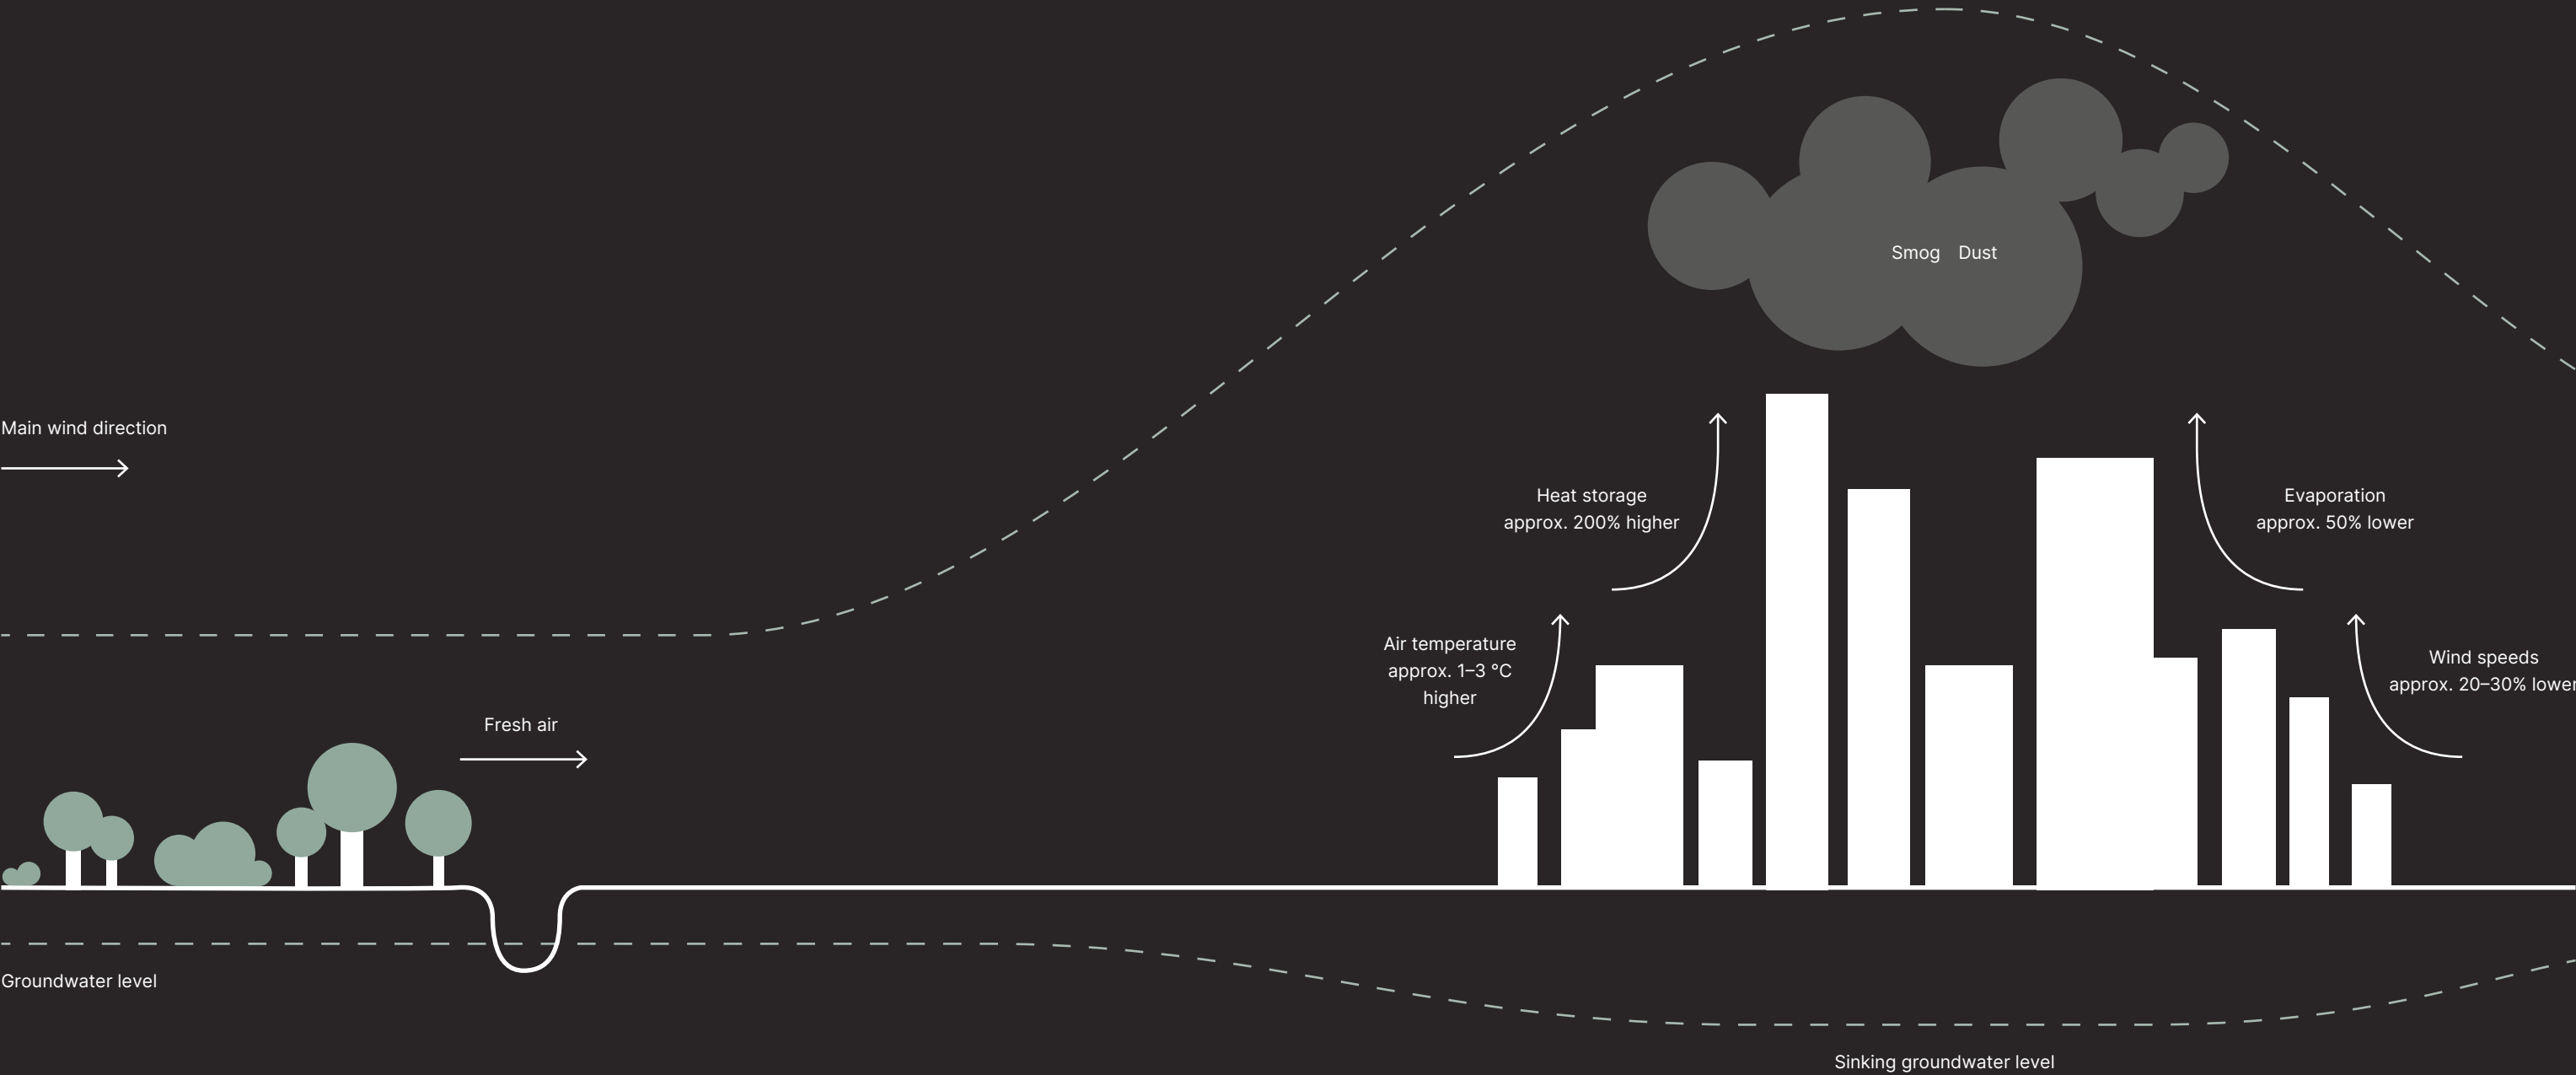 Smog Dust
Main wind direction
Heat storage
approx. 200% higher
Evaporation
approx. 50% lower
Air temperature
approx. 1–3 °C
higher
Wind speeds
approx. 20–30% lower
Fresh air
Groundwater level
Sinking groundwater level